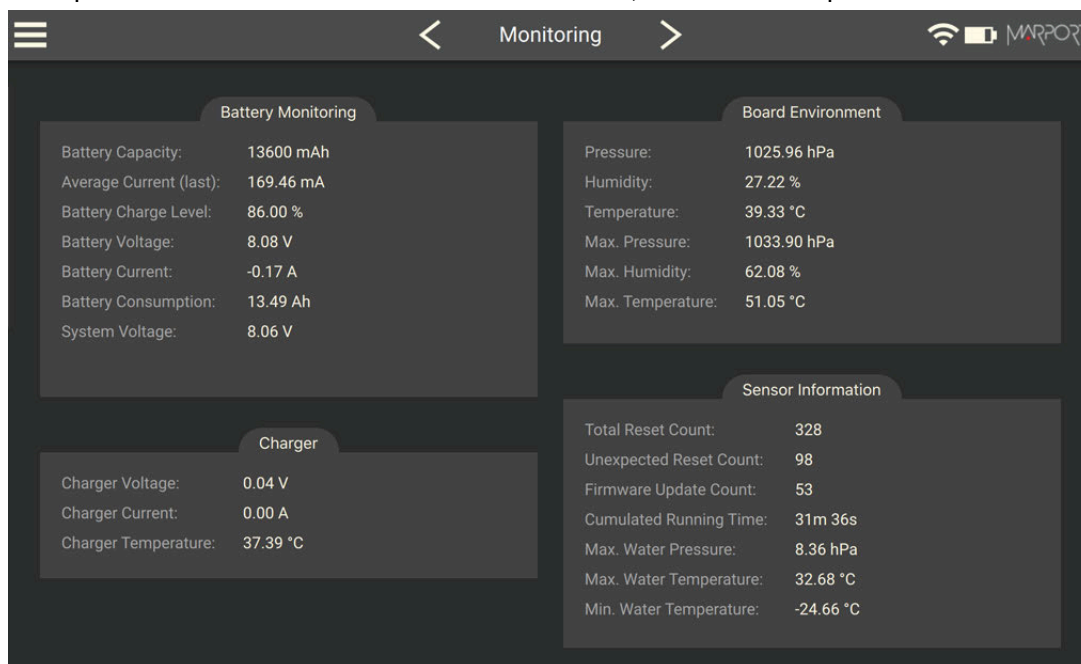 Monitoring
MARPORT
Battery Monitoring
Battery Capacity: 13600 mAh
Average Current (last): 169.46 mA
Battery Charge Level: 86.00 %
Battery Voltage: 8.08 V
Battery Current: -0.17 A
Battery Consumption: 13.49 Ah
System Voltage: 8.06 V
Charger
Charger Voltage: 0.04 V
Charger Current: 0.00 A
Charger Temperature: 37.39 °C
Board Environment
Pressure: 1025.96 hPa
Humidity: 27.22 %
Temperature: 39.33 °C
Max. Pressure: 1033.90 hPa
Max. Humidity: 62.08 %
Max. Temperature: 51.05 °C
Sensor Information
Total Reset Count: 328
Unexpected Reset Count: 98
Firmware Update Count: 53
Cumulated Running Time: 31m 36s
Max. Water Pressure: 8.36 hPa
Max. Water Temperature: 32.68 °C
Min. Water Temperature: -24.66 °C